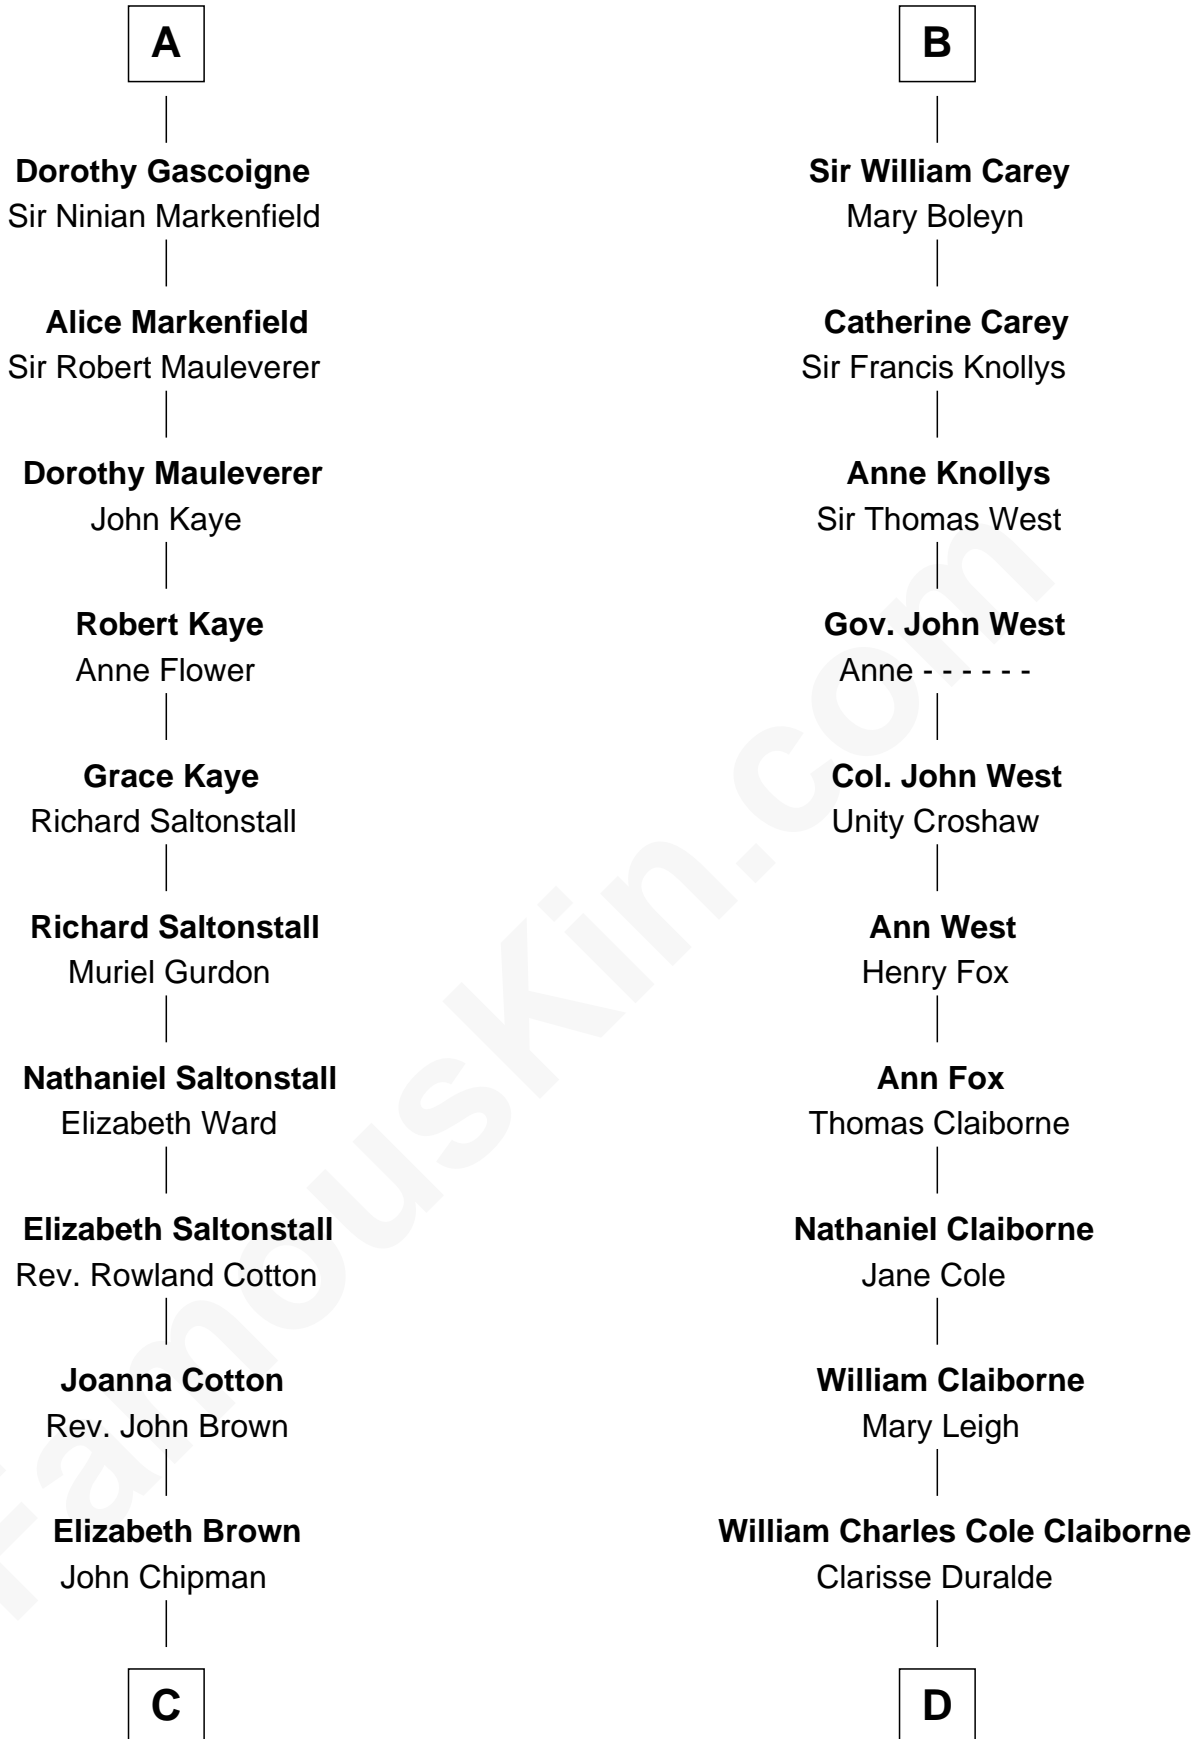 A
Dorothy Gascoigne
Sir Ninian Markenfield
Alice Markenfield
Sir Robert Mauleverer
Dorothy Mauleverer
John Kaye
Robert Kaye
Anne Flower
Grace Kaye
Richard Saltonstall
Richard Saltonstall
Muriel Gurdon
Nathaniel Saltonstall
Elizabeth Ward
Elizabeth Saltonstall
Rev. Rowland Cotton
Joanna Cotton
Rev. John Brown
Elizabeth Brown
John Chipman
C
B
Sir William Carey
Mary Boleyn
Catherine Carey
Sir Francis Knollys
Anne Knollys
Sir Thomas West
Gov. John West
Anne - - - - - -
Col. John West
Unity Croshaw
Ann West
Henry Fox
Ann Fox
Thomas Claiborne
Nathaniel Claiborne
Jane Cole
William Claiborne
Mary Leigh
William Charles Cole Claiborne
Clarisse Duralde
D
FamousKin.com